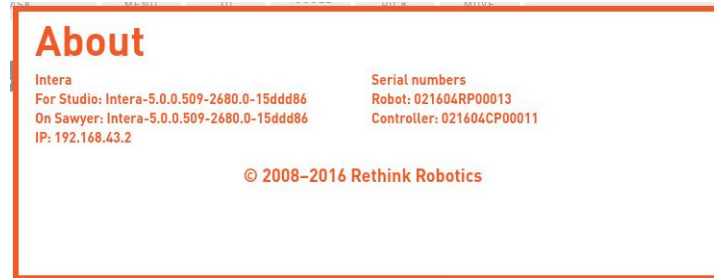 About
Intera
For Studio: Intera-5.0.0.509-2680.0-15ddd86
On Sawyer: Intera-5.0.0.509-2680.0-15ddd86
IP: 192.168.43.2
Serial numbers
Robot: 021604RP00013
Controller: 021604CP00011
© 2008–2016 Rethink Robotics